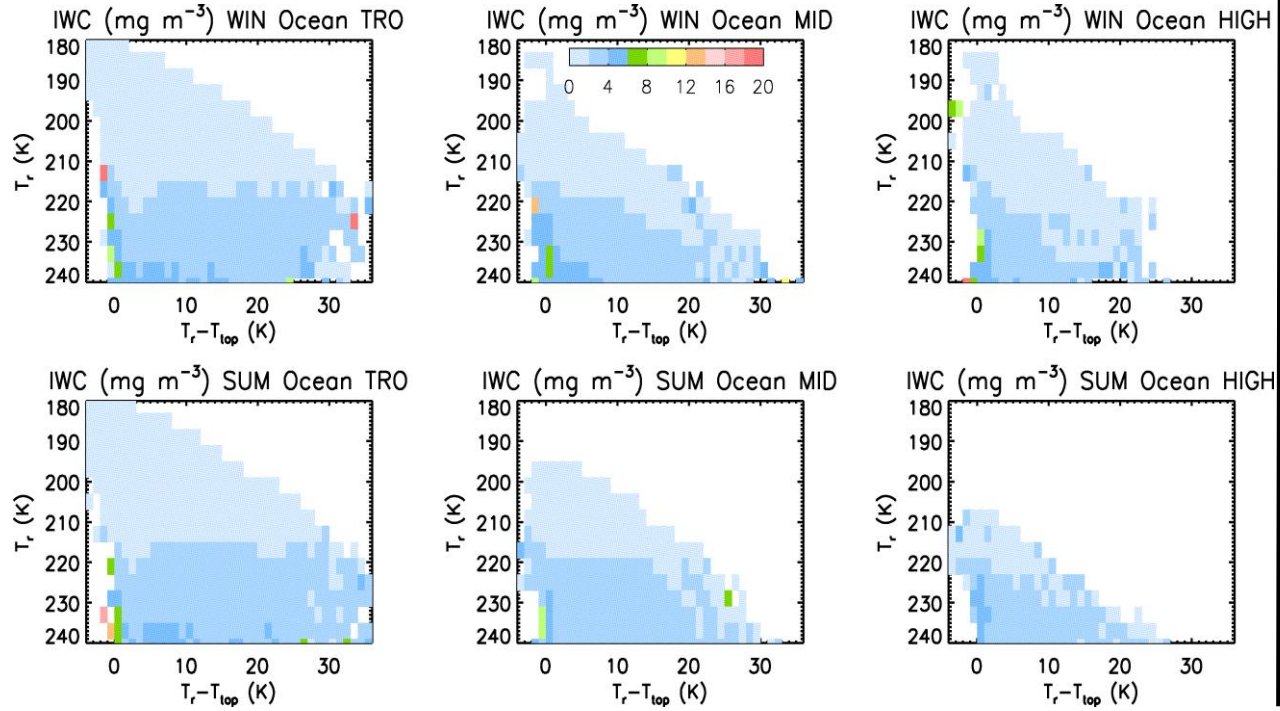 IWC (mg m⁻³) WIN Ocean TRO
180
190
200
210
220
230
240
Tᵣ (K)
0 10 20 30
Tᵣ−Tₜₒₚ (K)
IWC (mg m⁻³) WIN Ocean MID
0 4 8 12 16 20
180
190
200
210
220
230
240
Tᵣ (K)
0 10 20 30
Tᵣ−Tₜₒₚ (K)
IWC (mg m⁻³) WIN Ocean HIGH
180
190
200
210
220
230
240
Tᵣ (K)
0 10 20 30
Tᵣ−Tₜₒₚ (K)
IWC (mg m⁻³) SUM Ocean TRO
180
190
200
210
220
230
240
Tᵣ (K)
0 10 20 30
Tᵣ−Tₜₒₚ (K)
IWC (mg m⁻³) SUM Ocean MID
180
190
200
210
220
230
240
Tᵣ (K)
0 10 20 30
Tᵣ−Tₜₒₚ (K)
IWC (mg m⁻³) SUM Ocean HIGH
180
190
200
210
220
230
240
Tᵣ (K)
0 10 20 30
Tᵣ−Tₜₒₚ (K)